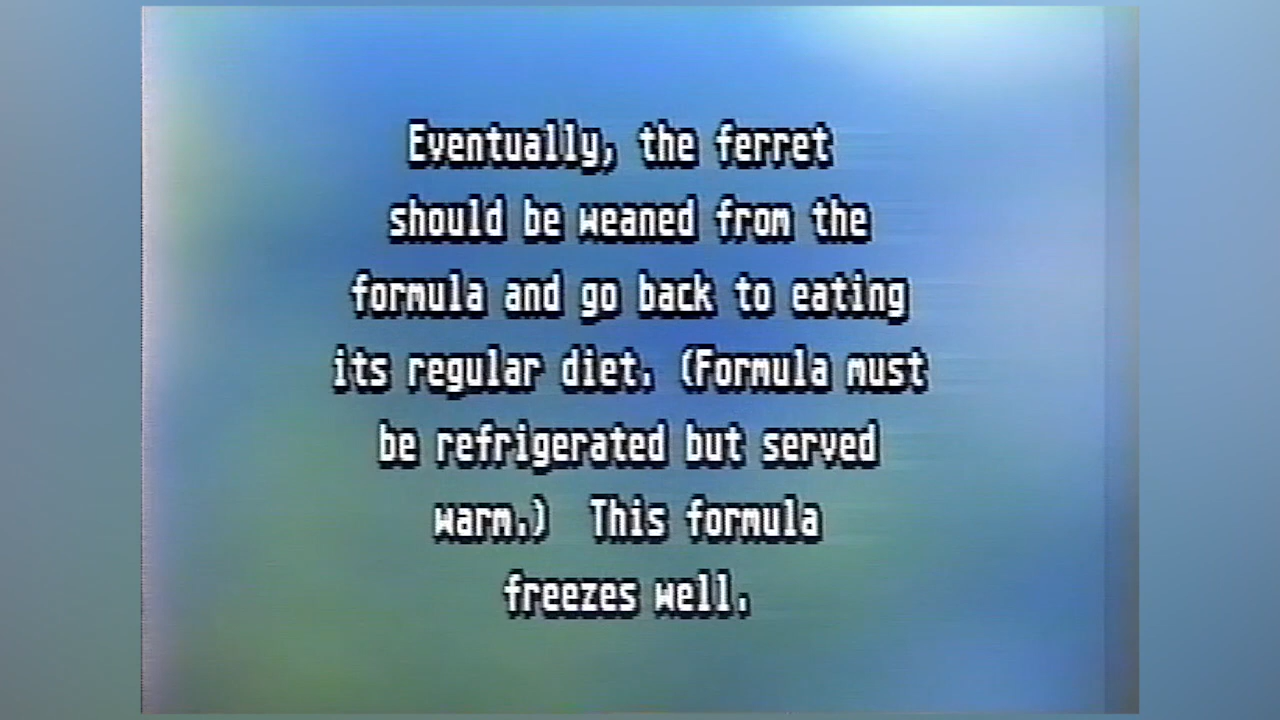 Eventually, the ferret
should be weaned from the
formula and go back to eating
its regular diet. (Formula must
be refrigerated but served
warm.)  This formula
freezes well.